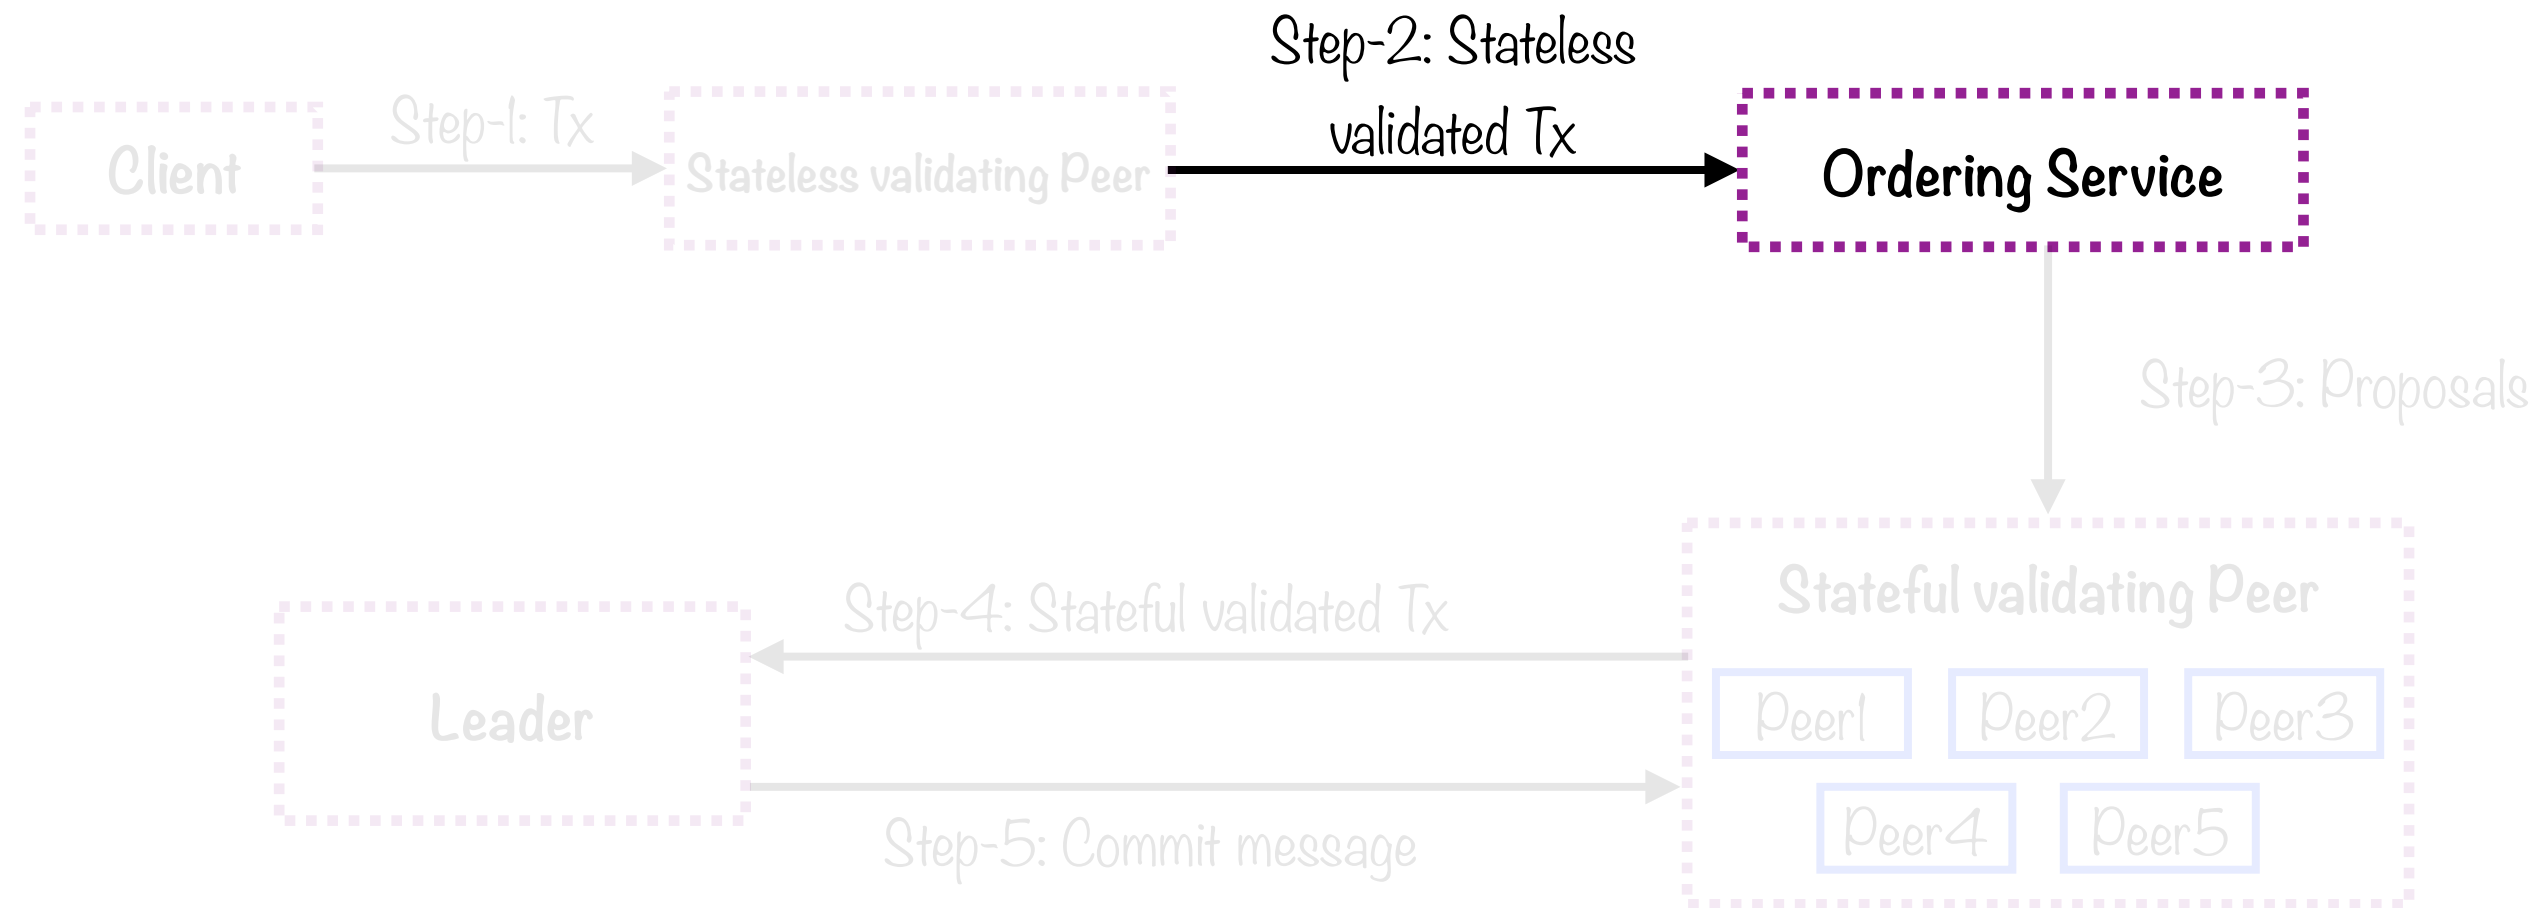 Client
Step-1: Tx
Stateless validating Peer
Step-2: Stateless
validated Tx
Ordering Service
Step-3: Proposals
Stateful validating Peer
Peer1 Peer2 Peer3
Peer4 Peer5
Step-4: Stateful validated Tx
Leader
Step-5: Commit message